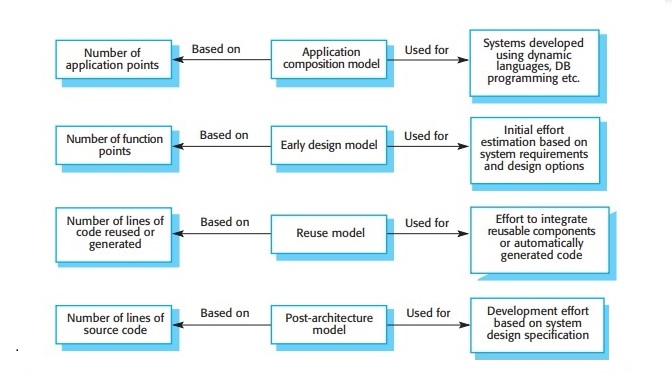 Number of
application points
Based on
Application
composition model
Used for
Systems developed
using dynamic
languages, DB
programming etc.
Number of function
points
Based on
Early design model
Used for
Initial effort
estimation based on
system requirements
and design options
Number of lines of
code reused or
generated
Based on
Reuse model
Used for
Effort to integrate
reusable components
or automatically
generated code
Number of lines of
source code
Based on
Post-architecture
model
Used for
Development effort
based on system
design specification
.